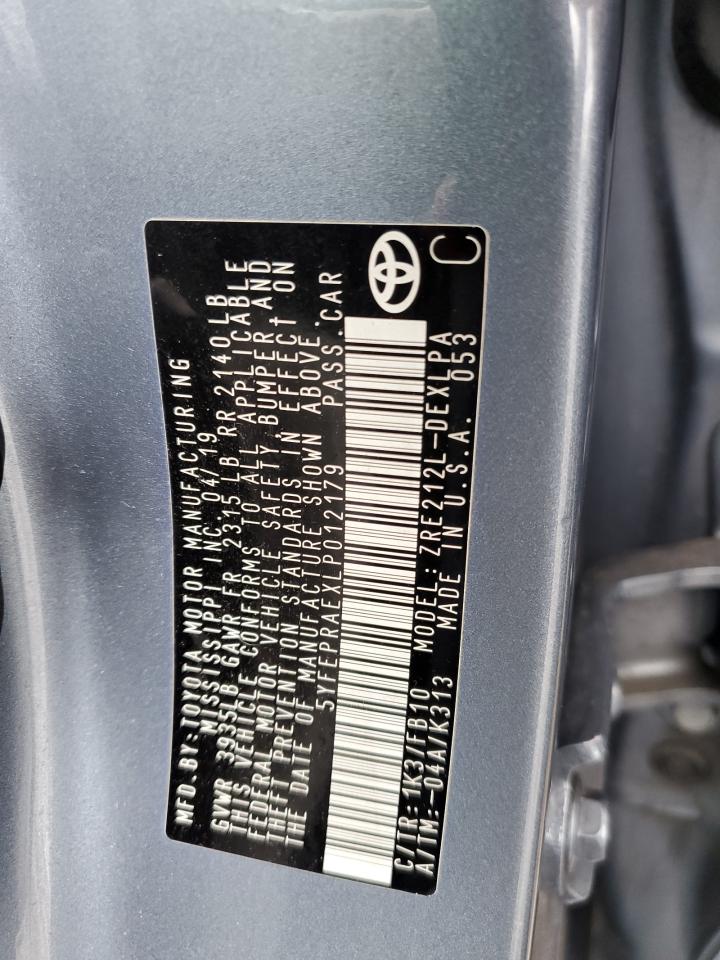 MFD.BY:TOYOTA MOTOR MANUFACTURING
MISSISSIPPI INC.04/19
GVWR 3935LB GAWR FR 2315LB RR 2140LB
THIS VEHICLE CONFORMS TO ALL APPLICABLE
FEDERAL MOTOR VEHICLE SAFETY, BUMPER AND
THEFT PREVENTION STANDARDS IN EFFECT ON
THE DATE OF MANUFACTURE SHOWN ABOVE.
5YFEPRAEXLP012179 PASS.CAR
C/TR: 1K3/FB10 MODEL: ZRE212L-DEXLPA
A/TM:-04A/K313 MADE IN U.S.A. 053
C